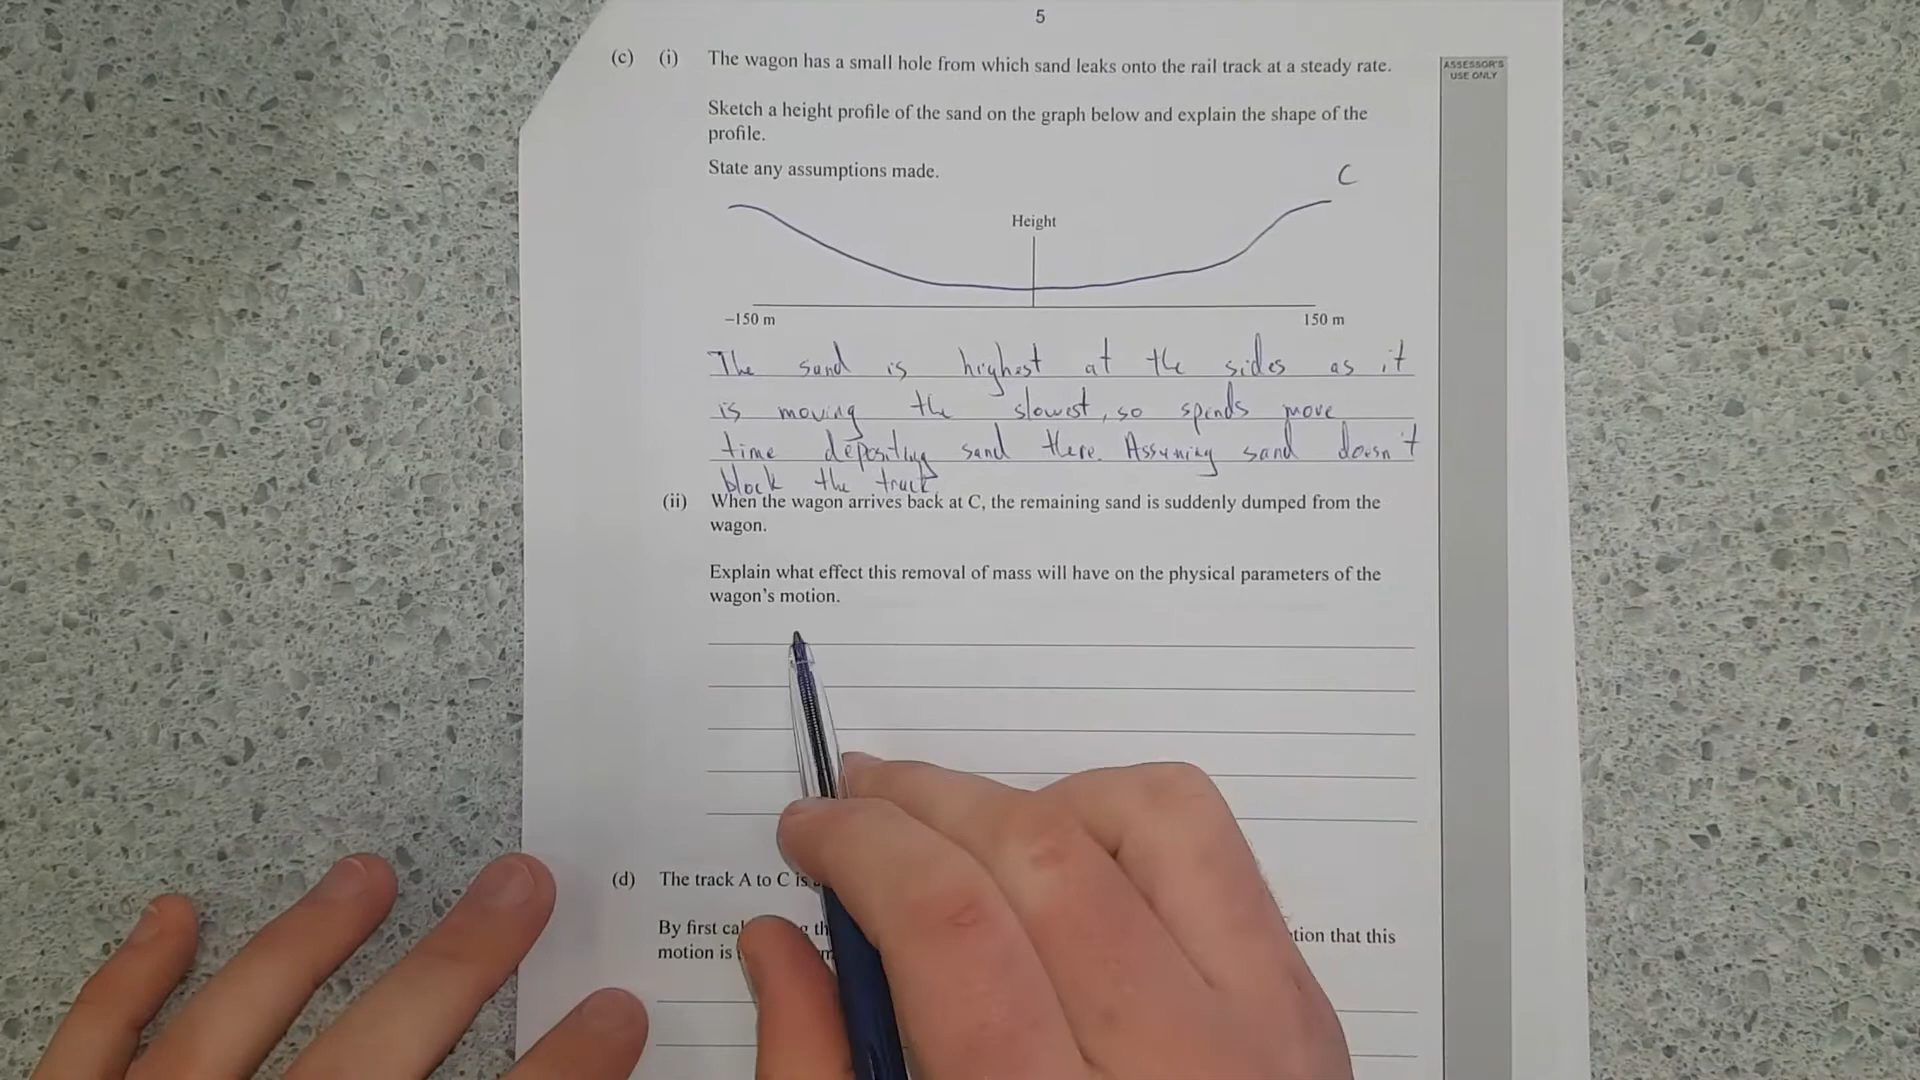 5
(c) (i) The wagon has a small hole from which sand leaks onto the rail track at a steady rate.
ASSESSOR'S
USE ONLY
Sketch a height profile of the sand on the graph below and explain the shape of the
profile.
State any assumptions made.
C
Height
–150 m 150 m
The sand is highest at the sides as it
is moving the slowest, so spends more
time depositing sand there. Assuming sand doesn't
block the track
(ii) When the wagon arrives back at C, the remaining sand is suddenly dumped from the
wagon.
Explain what effect this removal of mass will have on the physical parameters of the
wagon's motion.
(d) The track A to C is
By first tion that this
motion is